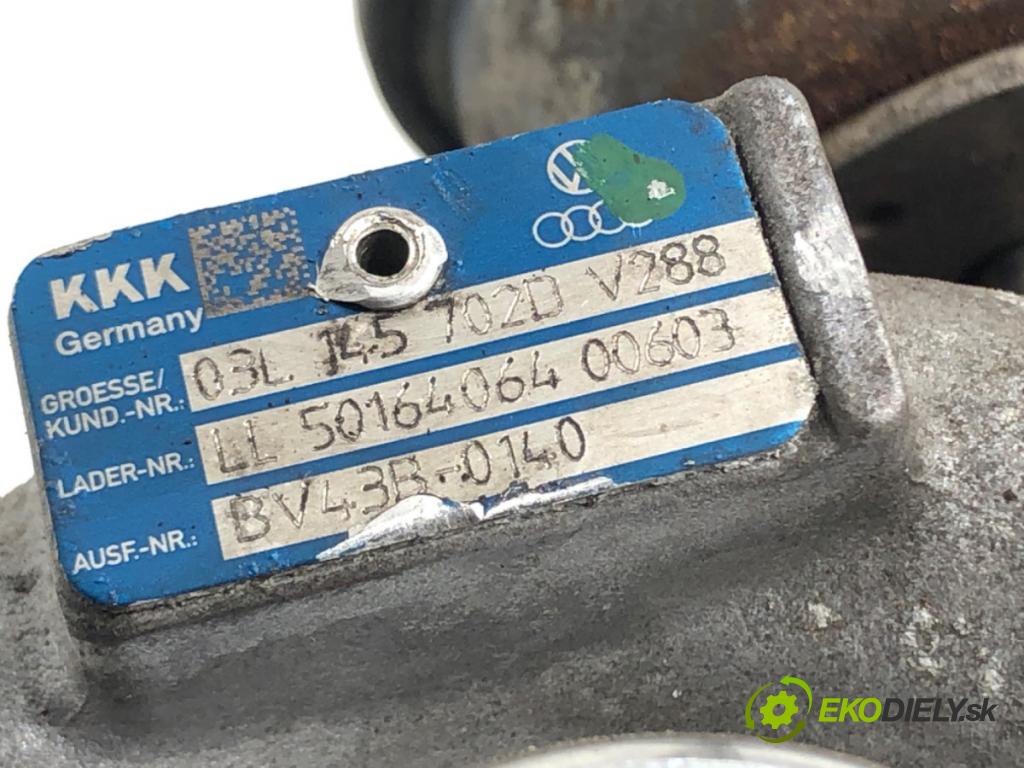 KKK
Germany
GROESSE/
KUND.-NR.: 03L 145 702D V288
LADER-NR.: LL 50164064 00603
AUSF.-NR.: BV43B-0140
EKODIELY.sk